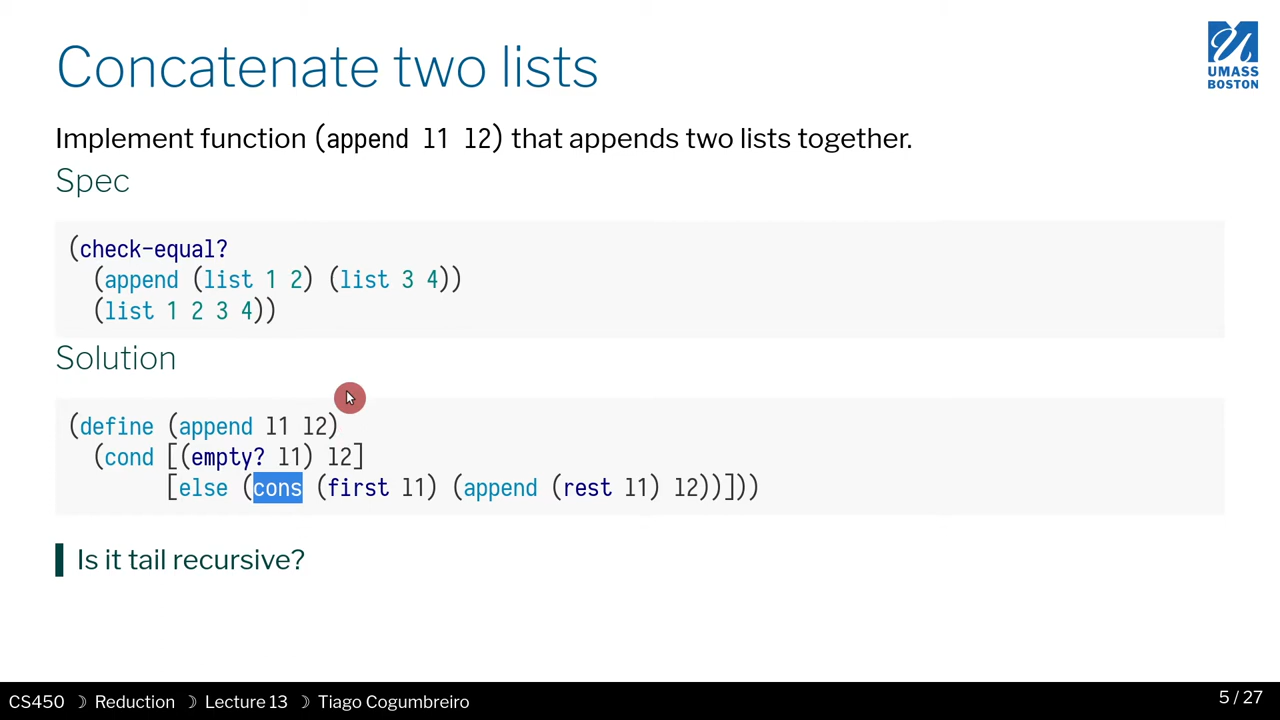 Concatenate two lists
UMASS
BOSTON
Implement function (append l1 l2) that appends two lists together.
Spec
(check-equal?
  (append (list 1 2) (list 3 4))
  (list 1 2 3 4))
Solution
(define (append l1 l2)
  (cond [(empty? l1) l2]
        [else (cons (first l1) (append (rest l1) l2))]))
Is it tail recursive?
CS450 ☽ Reduction ☽ Lecture 13 ☽ Tiago Cogumbreiro
5 / 27